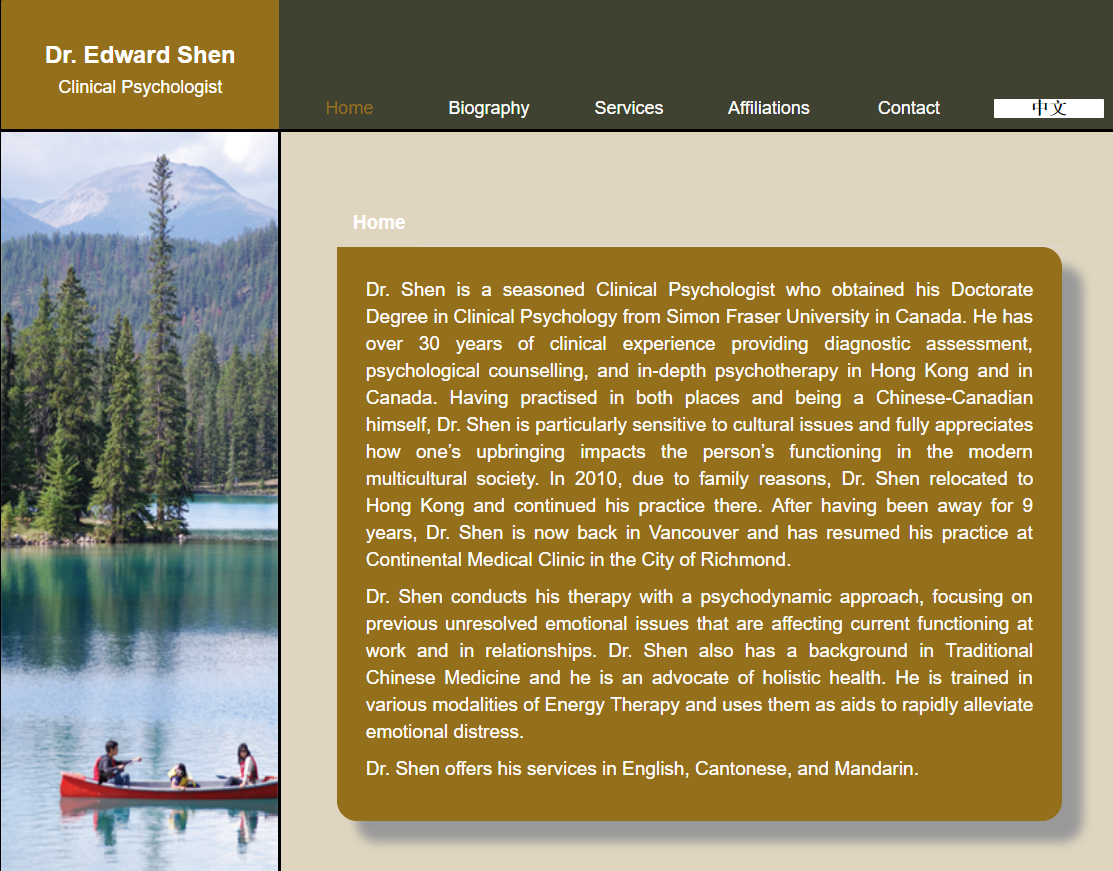 Dr. Edward Shen
Clinical Psychologist
Home
Biography
Services
Affiliations
Contact
中文
Home
Dr. Shen is a seasoned Clinical Psychologist who obtained his Doctorate
Degree in Clinical Psychology from Simon Fraser University in Canada. He has
over 30 years of clinical experience providing diagnostic assessment,
psychological counselling, and in-depth psychotherapy in Hong Kong and in
Canada. Having practised in both places and being a Chinese-Canadian
himself, Dr. Shen is particularly sensitive to cultural issues and fully appreciates
how one’s upbringing impacts the person’s functioning in the modern
multicultural society. In 2010, due to family reasons, Dr. Shen relocated to
Hong Kong and continued his practice there. After having been away for 9
years, Dr. Shen is now back in Vancouver and has resumed his practice at
Continental Medical Clinic in the City of Richmond.
Dr. Shen conducts his therapy with a psychodynamic approach, focusing on
previous unresolved emotional issues that are affecting current functioning at
work and in relationships. Dr. Shen also has a background in Traditional
Chinese Medicine and he is an advocate of holistic health. He is trained in
various modalities of Energy Therapy and uses them as aids to rapidly alleviate
emotional distress.
Dr. Shen offers his services in English, Cantonese, and Mandarin.